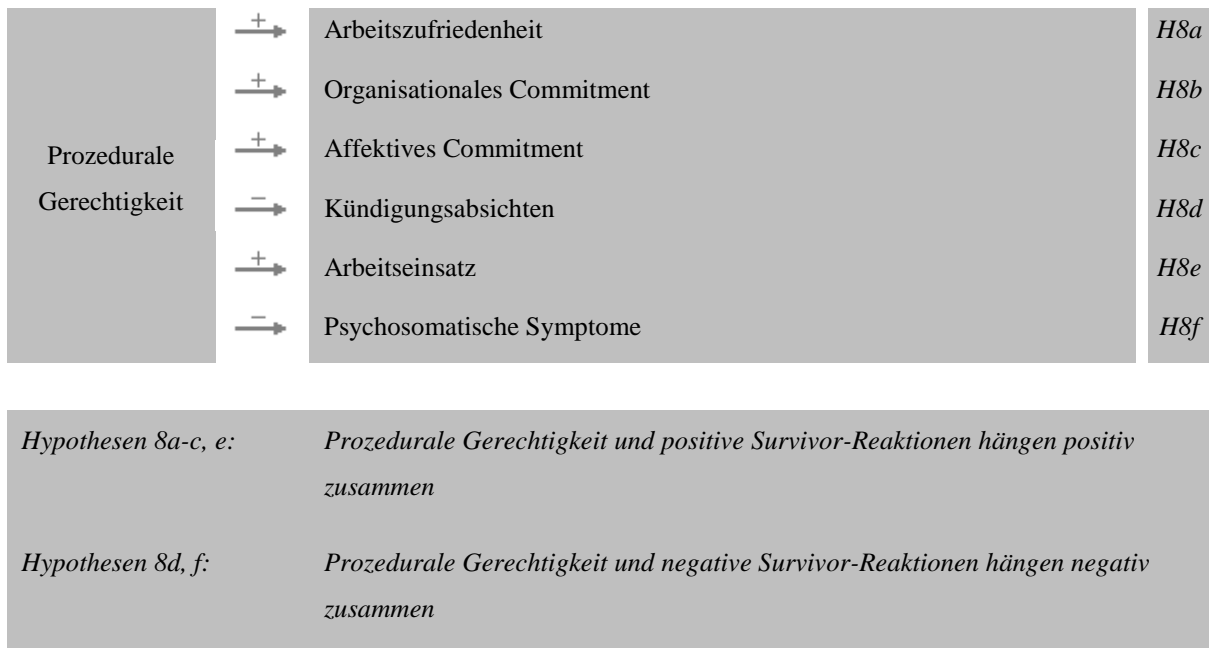 + Arbeitszufriedenheit H8a
+ Organisationales Commitment H8b
+ Affektives Commitment H8c
Prozedurale
Gerechtigkeit
− Kündigungsabsichten H8d
+ Arbeitseinsatz H8e
− Psychosomatische Symptome H8f
Hypothesen 8a-c, e: Prozedurale Gerechtigkeit und positive Survivor-Reaktionen hängen positiv
zusammen
Hypothesen 8d, f: Prozedurale Gerechtigkeit und negative Survivor-Reaktionen hängen negativ
zusammen